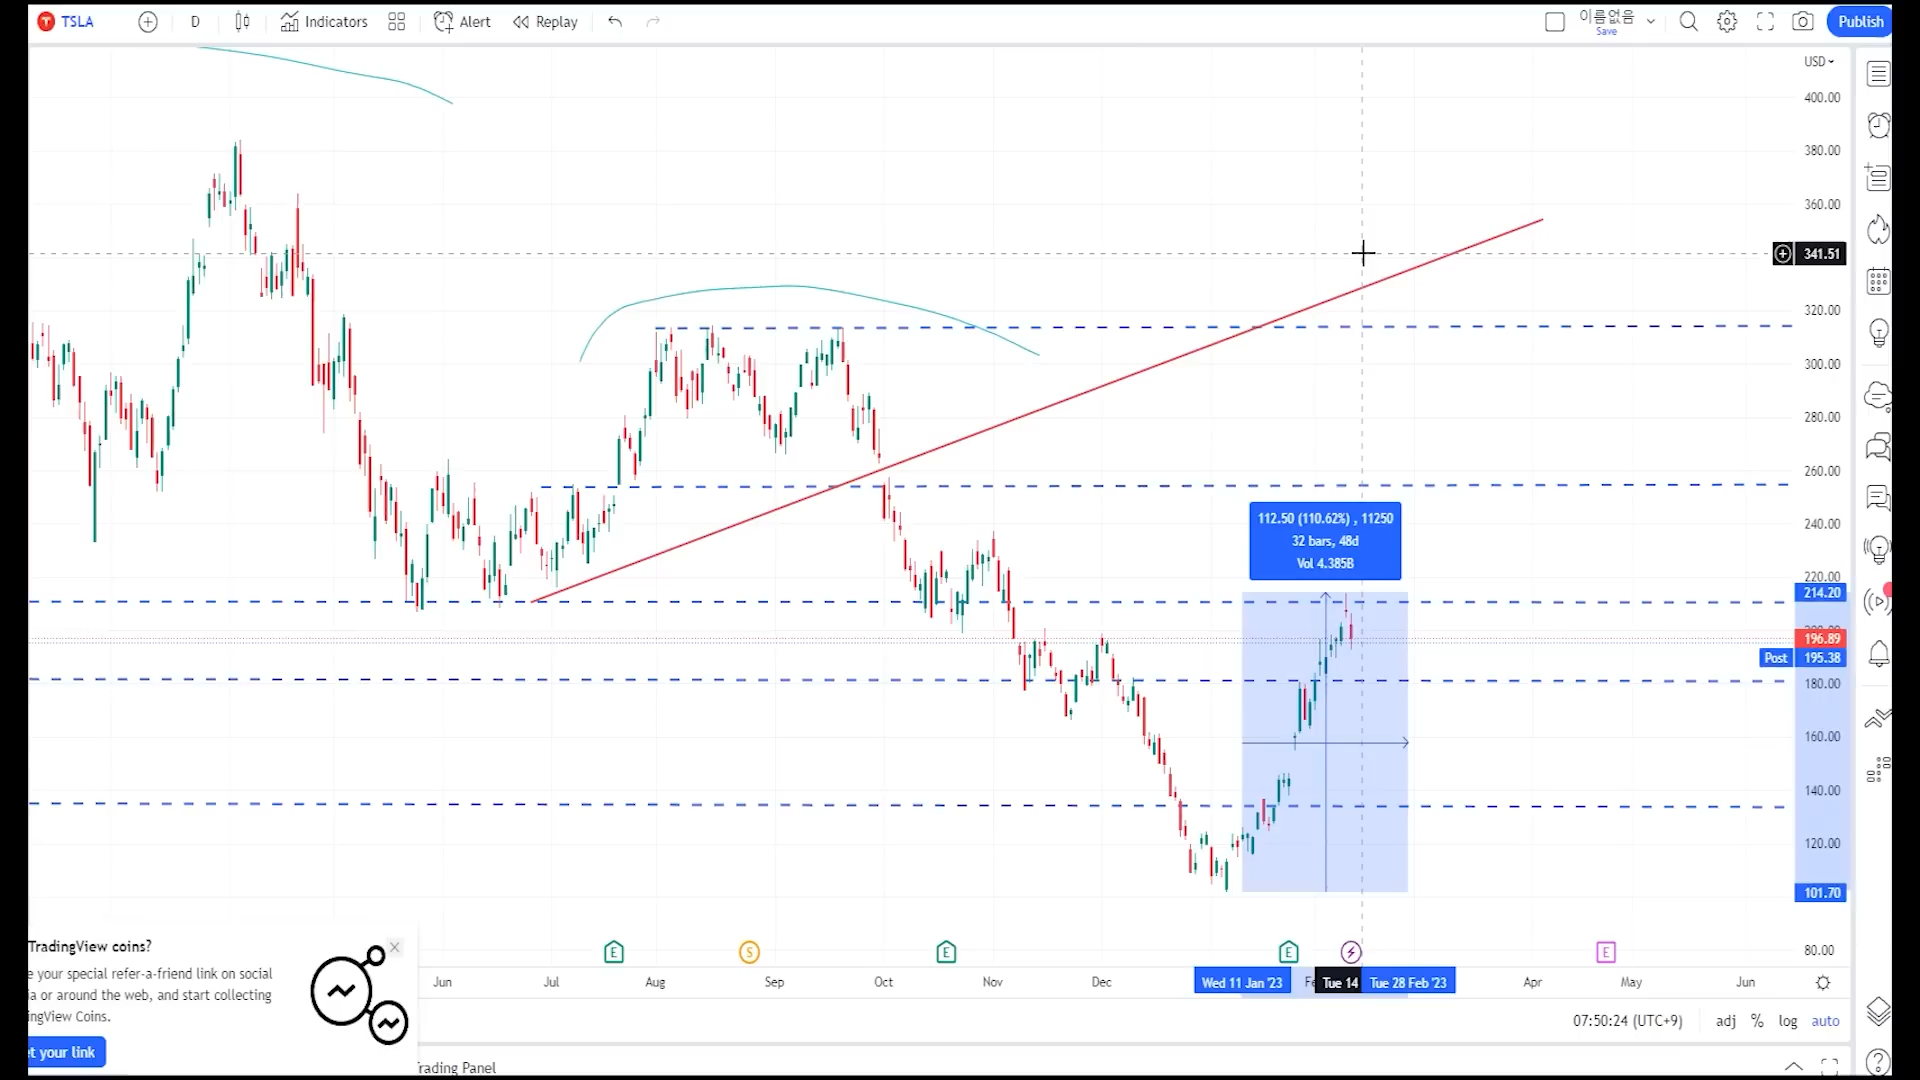 TSLA
D
Indicators
Alert
Replay
이름없음
Save
Publish
USD
400.00
380.00
360.00
341.51
320.00
300.00
280.00
260.00
240.00
220.00
214.20
196.89
Post 195.38
180.00
160.00
140.00
120.00
101.70
80.00
112.50 (110.62%) , 11250
32 bars, 48d
Vol 4.385B
E
S
E
E
E
Jun
Jul
Aug
Sep
Oct
Nov
Dec
Wed 11 Jan '23
Fe
Tue 14
Tue 28 Feb '23
Apr
May
Jun
TradingView coins?
e your special refer-a-friend link on social
ia or around the web, and start collecting
ingView Coins.
et your link
07:50:24 (UTC+9)
adj
%
log
auto
rading Panel